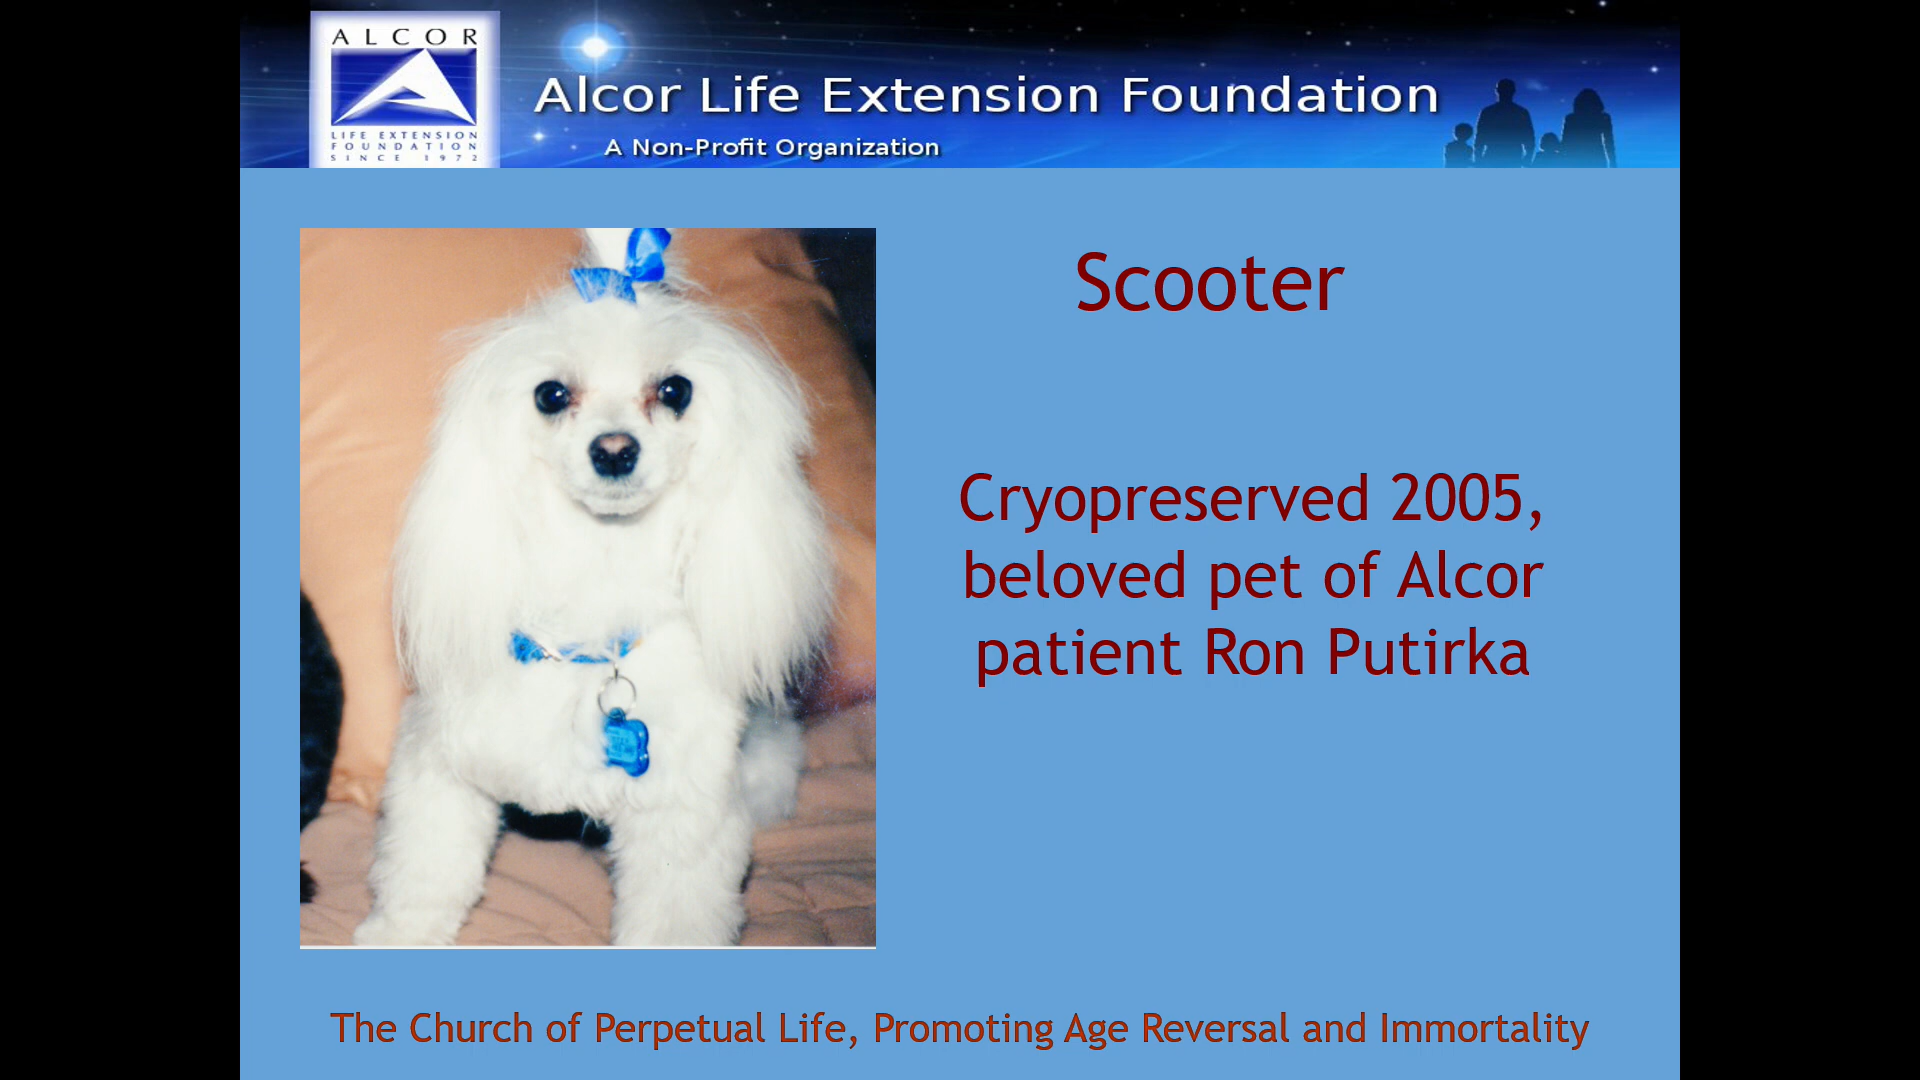 ALCOR
LIFE EXTENSION
FOUNDATION
SINCE 1972
Alcor Life Extension Foundation
A Non-Profit Organization
Scooter
Cryopreserved 2005,
beloved pet of Alcor
patient Ron Putirka
The Church of Perpetual Life, Promoting Age Reversal and Immortality